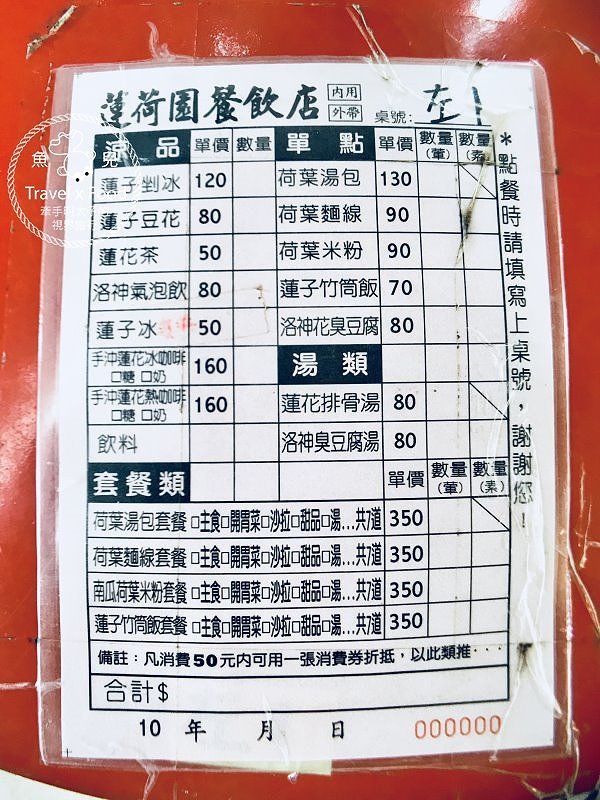 蓮荷園餐飲店 內用 外帶 桌號: 左1
涼品 單價 數量 單點 單價 數量(葷) 數量(素)
蓮子剉冰 120 荷葉湯包 130
蓮子豆花 80 荷葉麵線 90
蓮花茶 50 荷葉米粉 90
洛神氣泡飲 80 蓮子竹筒飯 70
蓮子冰 50 洛神花臭豆腐 80
手沖蓮花冰咖啡 □糖 □奶 160 湯類
手沖蓮花熱咖啡 □糖 □奶 160 蓮花排骨湯 80
飲料 洛神臭豆腐湯 80
套餐類 單價 數量(葷) 數量(素)
荷葉湯包套餐 □主食□開胃菜□沙拉□甜品□湯...共7道 350
荷葉麵線套餐 □主食□開胃菜□沙拉□甜品□湯...共7道 350
南瓜荷葉米粉套餐 □主食□開胃菜□沙拉□甜品□湯...共7道 350
蓮子竹筒飯套餐 □主食□開胃菜□沙拉□甜品□湯...共7道 350
備註：凡消費50元內可用一張消費券折抵，以此類推····
合計$
10 年 月 日 000000
*點餐時請填寫上桌號，謝謝您！
魚 兒
Travel x
牽手